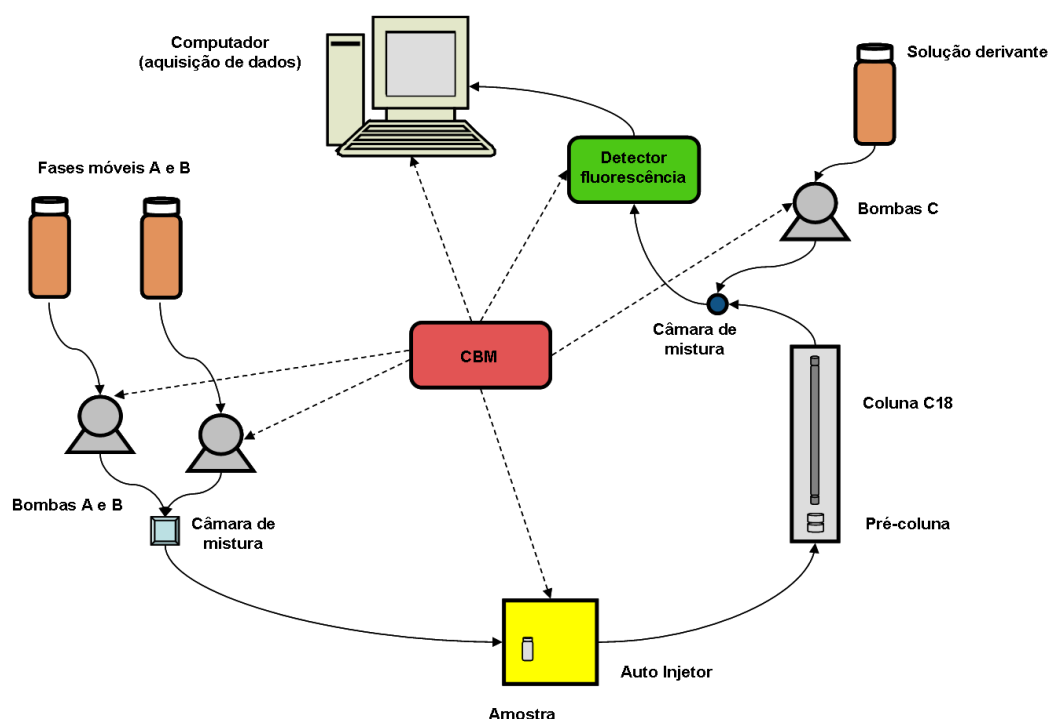 Computador
(aquisição de dados)
Solução derivante
Fases móveis A e B
Detector
fluorescência
Bombas C
Câmara de
mistura
CBM
Coluna C18
Bombas A e B
Câmara de
mistura
Pré-coluna
Auto Injetor
Amostra